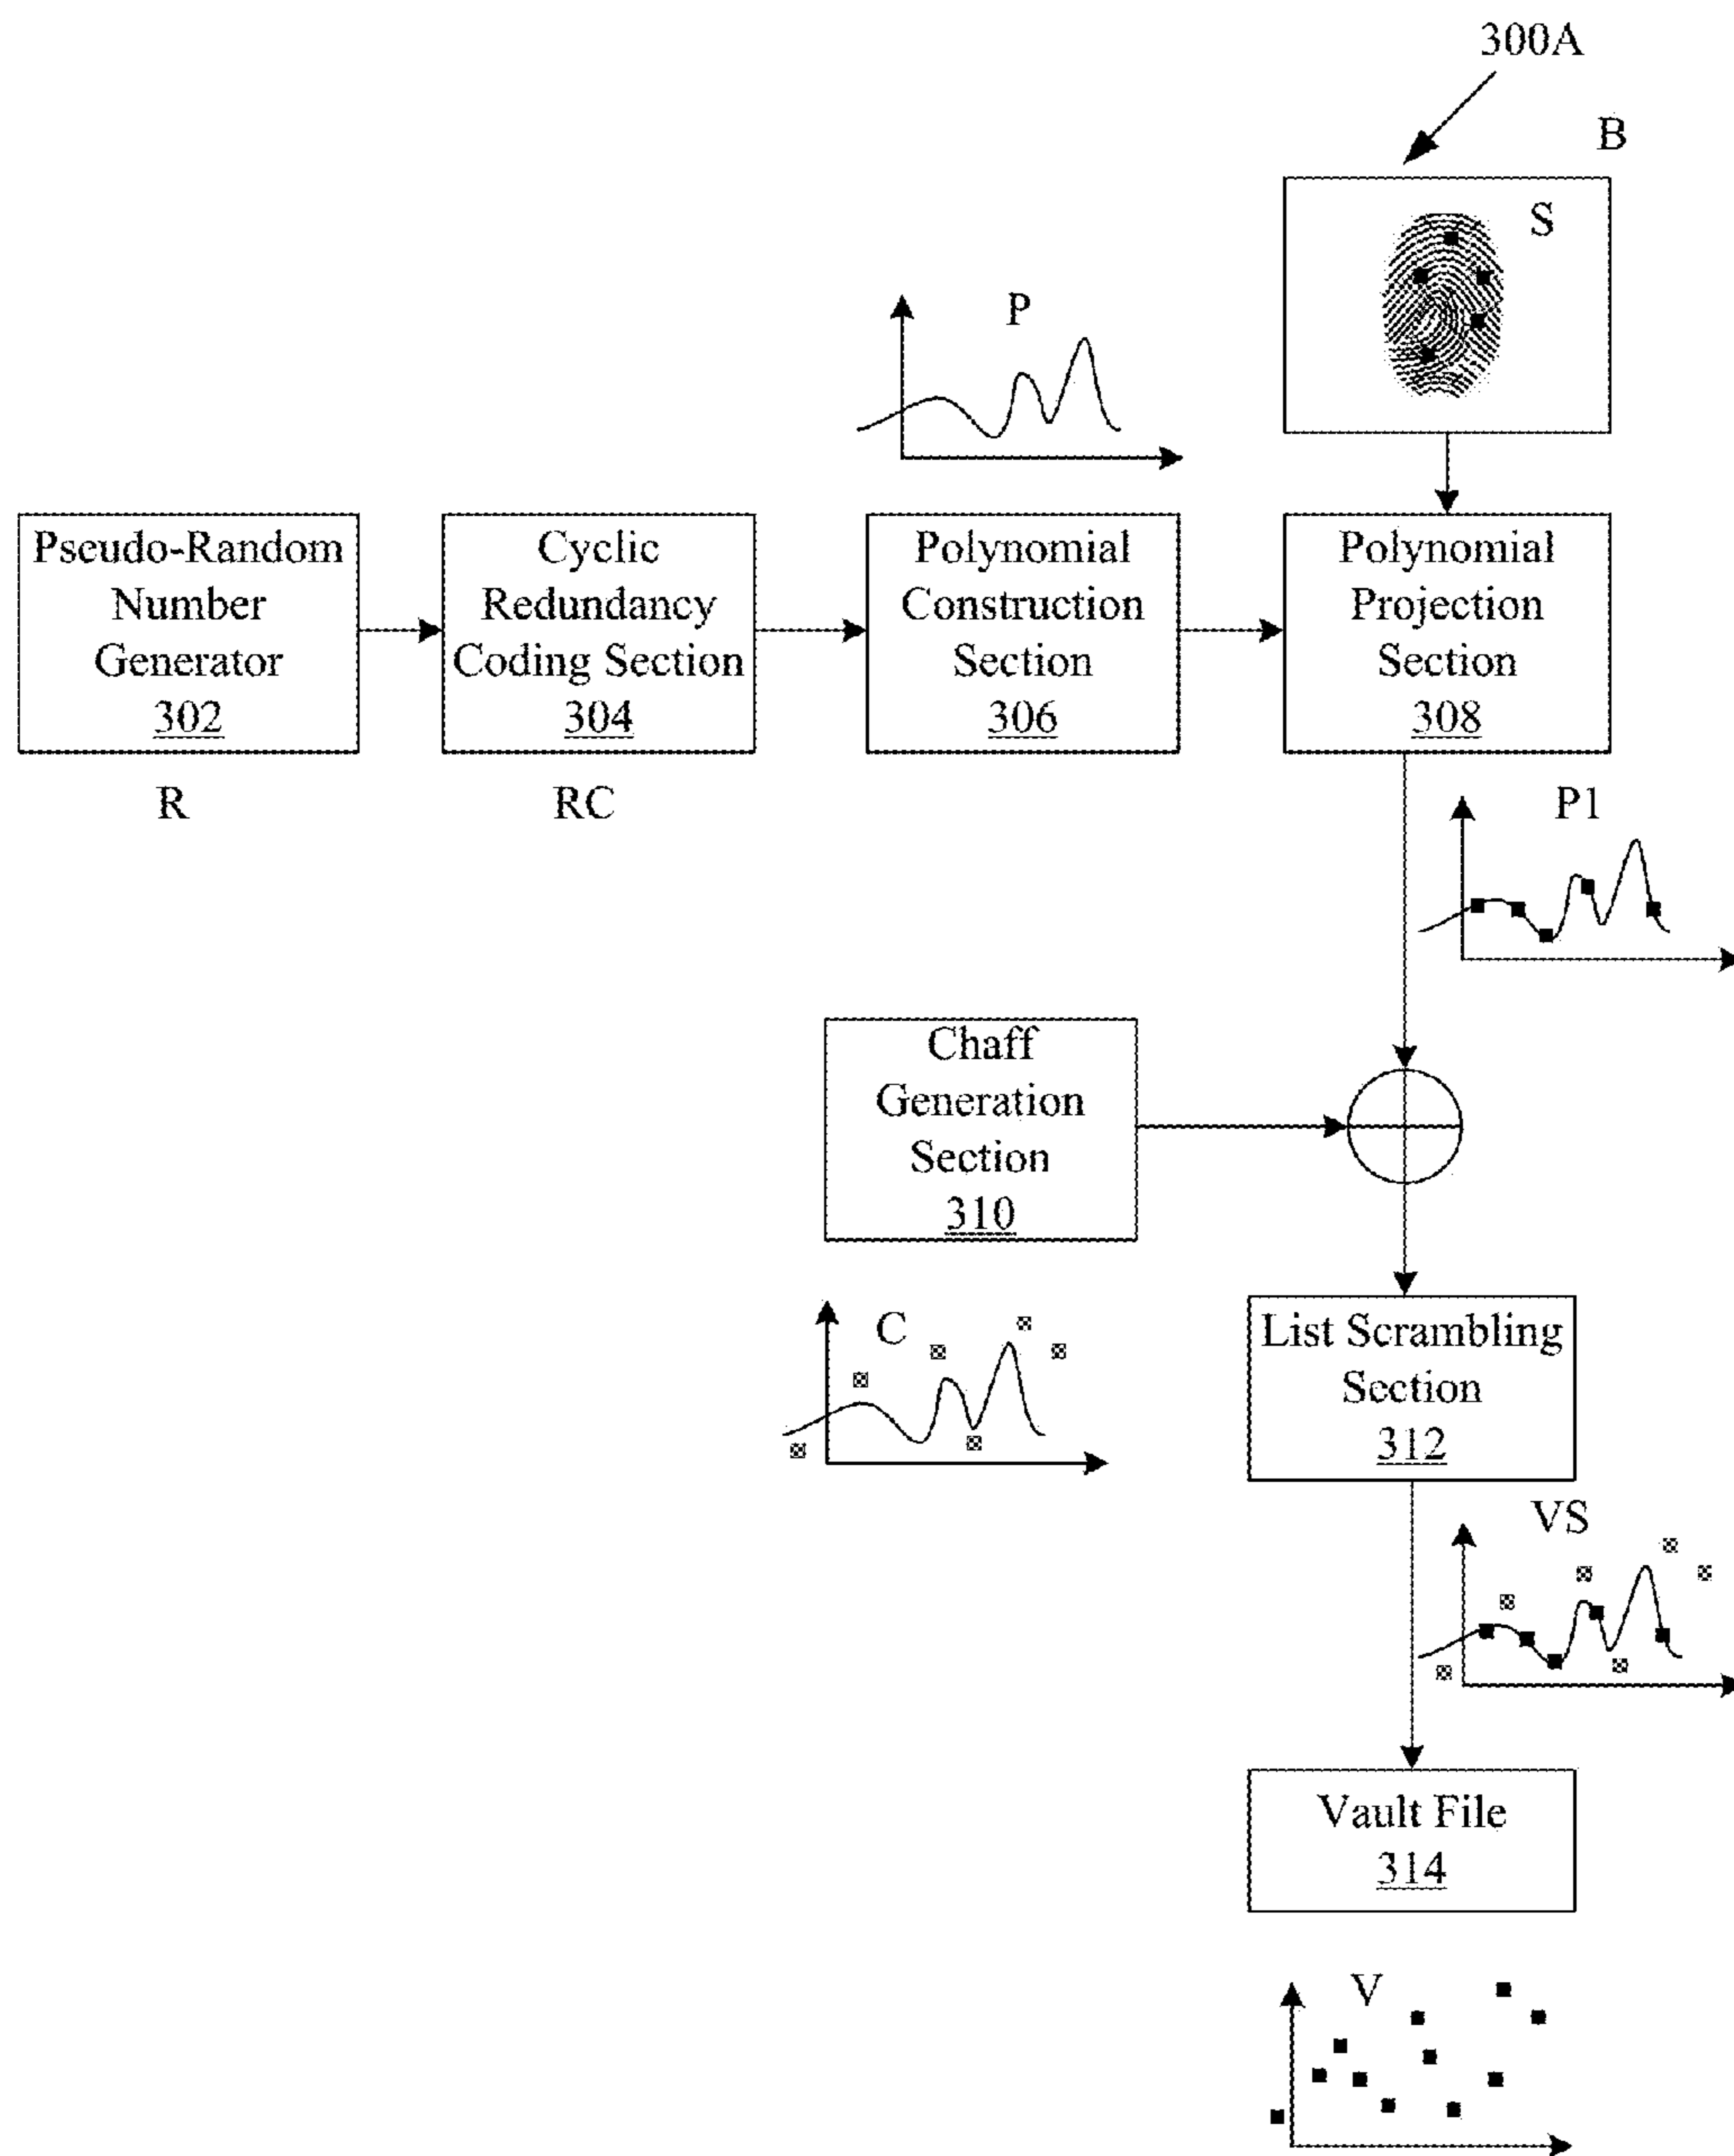 300A
B
S
P
Pseudo-Random
Number
Generator
302
Cyclic
Redundancy
Coding Section
304
Polynomial
Construction
Section
306
Polynomial
Projection
Section
308
R
RC
P1
Chaff
Generation
Section
310
C
List Scrambling
Section
312
VS
Vault File
314
V